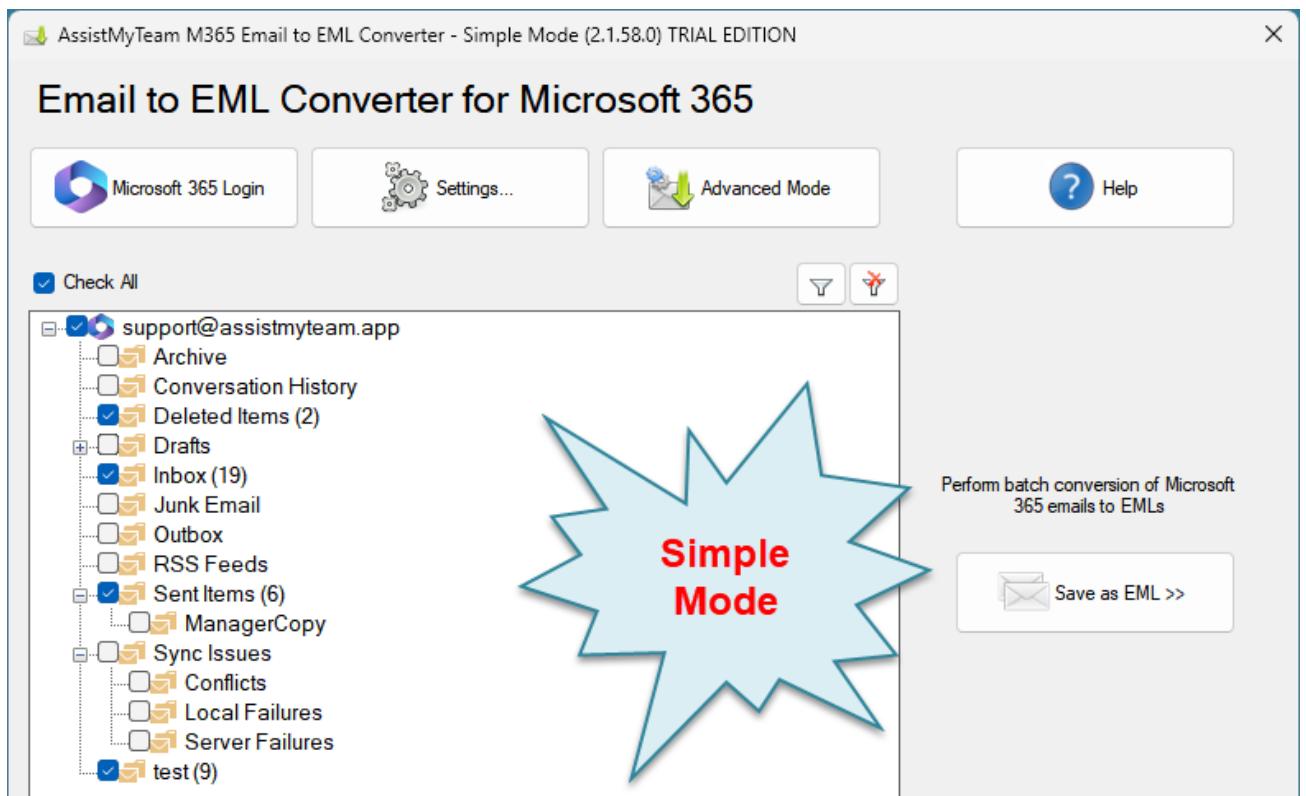 AssistMyTeam M365 Email to EML Converter - Simple Mode (2.1.58.0) TRIAL EDITION
Email to EML Converter for Microsoft 365
Microsoft 365 Login
Settings...
Advanced Mode
Help
Check All
support@assistmyteam.app
Archive
Conversation History
Deleted Items (2)
Drafts
Inbox (19)
Junk Email
Outbox
RSS Feeds
Sent Items (6)
ManagerCopy
Sync Issues
Conflicts
Local Failures
Server Failures
test (9)
Simple
Mode
Perform batch conversion of Microsoft
365 emails to EMLs
Save as EML >>